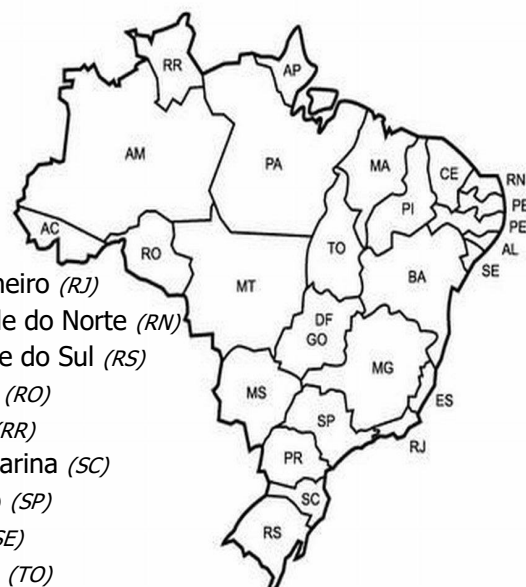 RR
AP
AM
PA
MA
CE
RN
PB
PI
PE
AC
AL
RO
TO
SE
BA
neiro (RJ)
MT
de do Norte (RN)
DF
GO
e do Sul (RS)
MG
MS
ES
(RO)
SP
RJ
(RR)
PR
arina (SC)
SC
(SP)
RS
SE)
(TO)